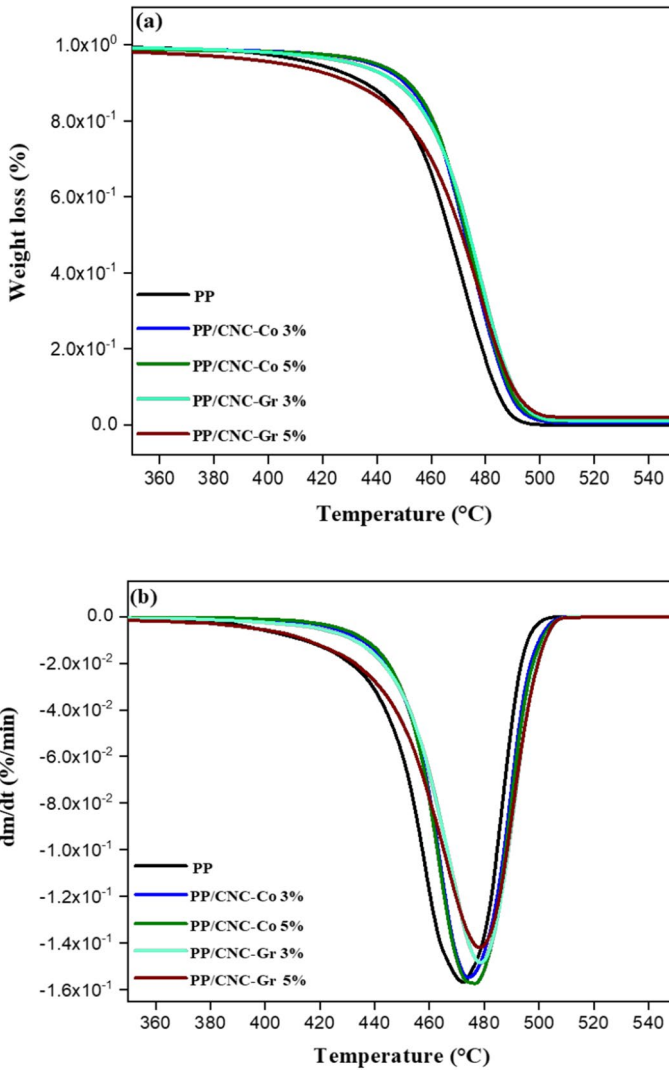 (a)
1.0x10⁰
8.0x10⁻¹
6.0x10⁻¹
4.0x10⁻¹
2.0x10⁻¹
0.0
Weight loss (%)
PP
PP/CNC-Co 3%
PP/CNC-Co 5%
PP/CNC-Gr 3%
PP/CNC-Gr 5%
360 380 400 420 440 460 480 500 520 540
Temperature (°C)
(b)
0.0
-2.0x10⁻²
-4.0x10⁻²
-6.0x10⁻²
-8.0x10⁻²
-1.0x10⁻¹
-1.2x10⁻¹
-1.4x10⁻¹
-1.6x10⁻¹
dm/dt (%/min)
PP
PP/CNC-Co 3%
PP/CNC-Co 5%
PP/CNC-Gr 3%
PP/CNC-Gr 5%
360 380 400 420 440 460 480 500 520 540
Temperature (°C)